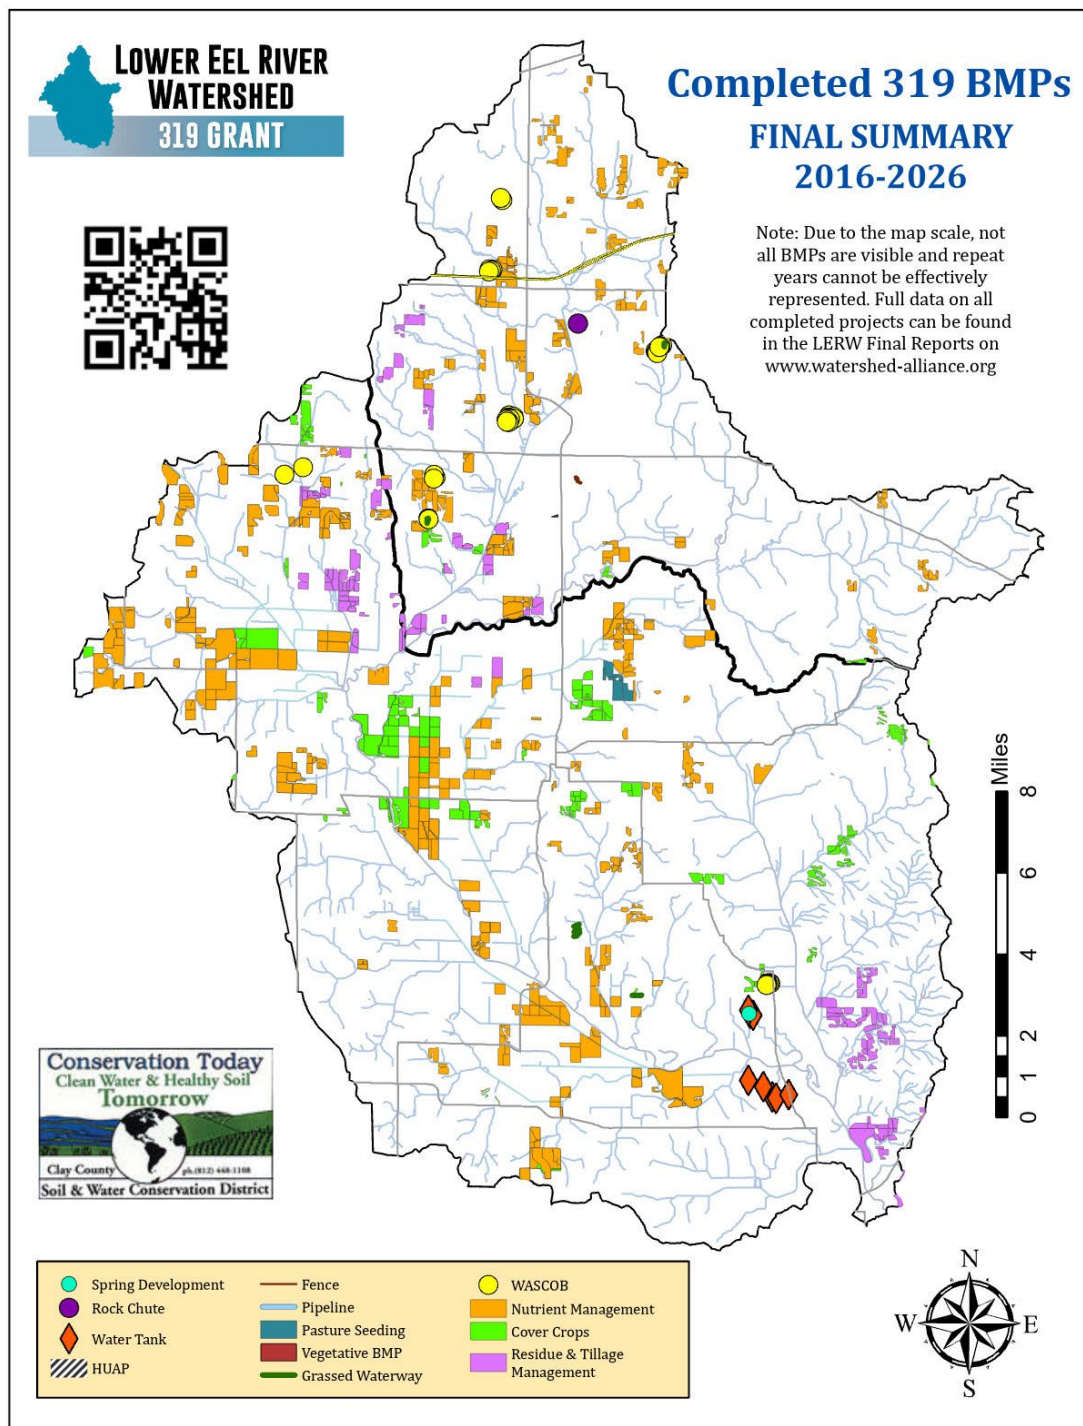 LOWER EEL RIVER
WATERSHED
319 GRANT
Completed 319 BMPs
FINAL SUMMARY
2016-2026
Note: Due to the map scale, not
all BMPs are visible and repeat
years cannot be effectively
represented. Full data on all
completed projects can be found
in the LERW Final Reports on
www.watershed-alliance.org
Miles
8
6
4
2
1
0
Conservation Today
Clean Water & Healthy Soil
Tomorrow
Clay County ph.(812) 448-1108
Soil & Water Conservation District
Spring Development
Rock Chute
Water Tank
HUAP
Fence
Pipeline
Pasture Seeding
Vegetative BMP
Grassed Waterway
WASCOB
Nutrient Management
Cover Crops
Residue & Tillage
Management
N
W E
S